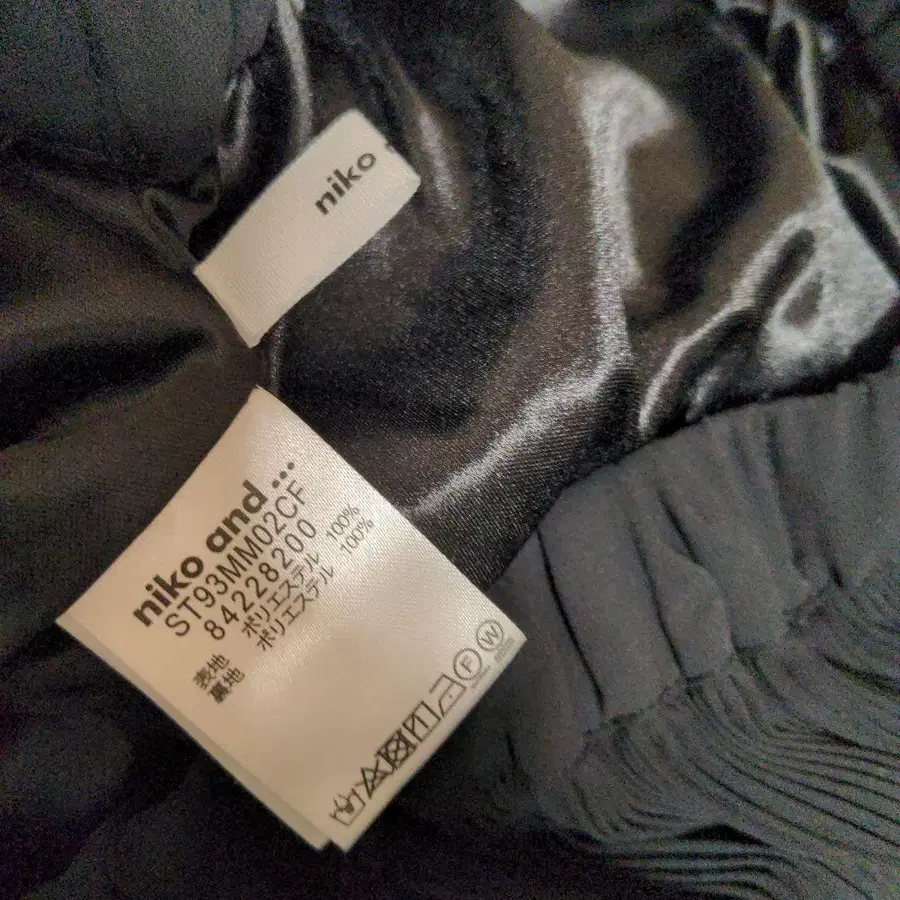 niko
niko and ...
ST93MM02CF
84228200
表地 ポリエステル 100%
裏地 ポリエステル 100%
F W